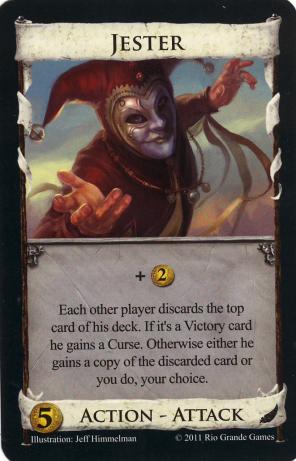 JESTER
+ 2
Each other player discards the top
card of his deck. If it's a Victory card
he gains a Curse. Otherwise either he
gains a copy of the discarded card or
you do, your choice.
5 ACTION - ATTACK
Illustration: Jeff Himmelman © 2011 Rio Grande Games